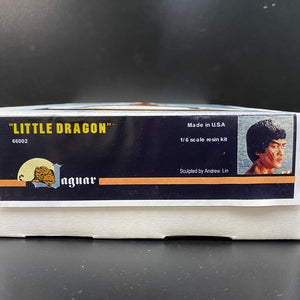 "LITTLE DRAGON"
66002
Made in U.S.A
1/6 scale resin kit
Sculpted by Andrew Lin
Jaguar